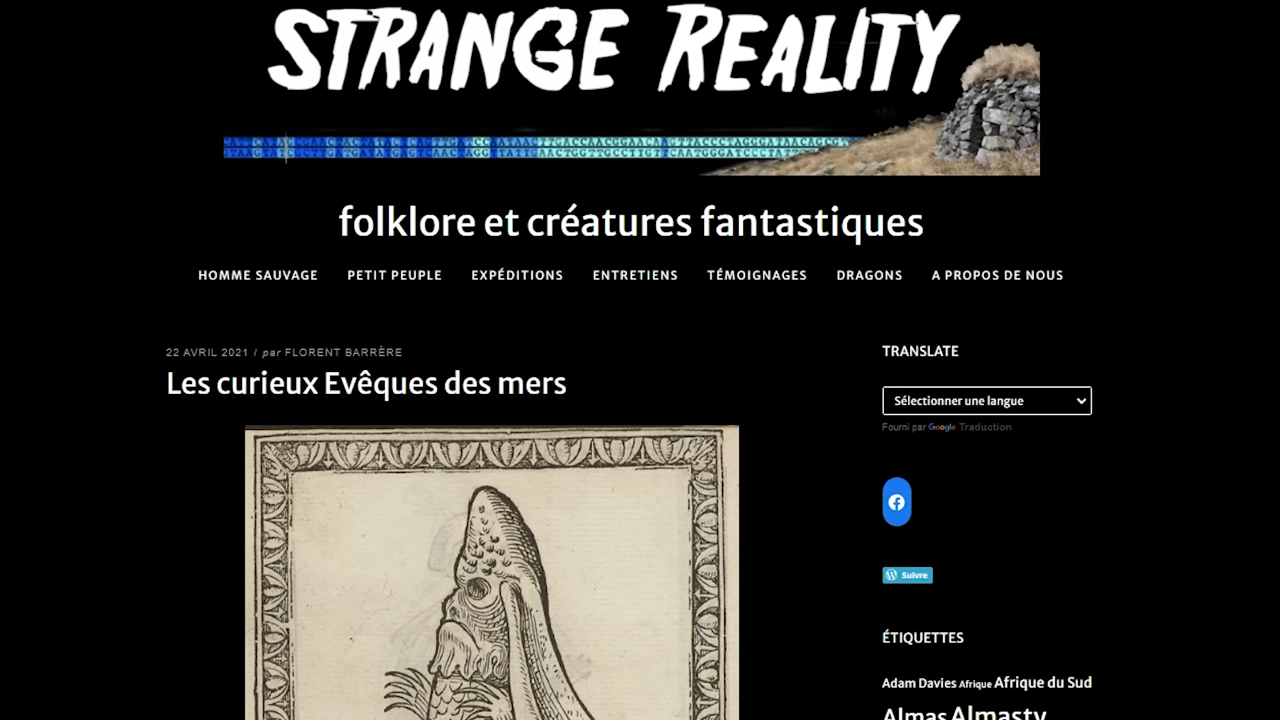 STRANGE REALITY
folklore et créatures fantastiques
HOMME SAUVAGE PETIT PEUPLE EXPÉDITIONS ENTRETIENS TÉMOIGNAGES DRAGONS A PROPOS DE NOUS
22 AVRIL 2021 / par FLORENT BARRÈRE
Les curieux Evêques des mers
TRANSLATE
Sélectionner une langue
Fourni par Google Traduction
Suivre
ÉTIQUETTES
Adam Davies Afrique Afrique du Sud
Almas Almasty